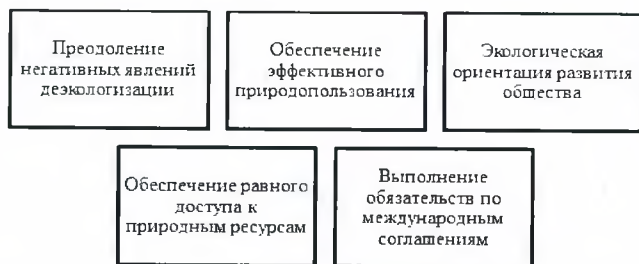 Преодоление
негативных явлений
деэкологизации
Обеспечение
эффективного
природопользования
Экологическая
ориентация развития
общества
Обеспечение равного
доступа к
природным ресурсам
Выполнение
обязательств по
международным
соглашениям